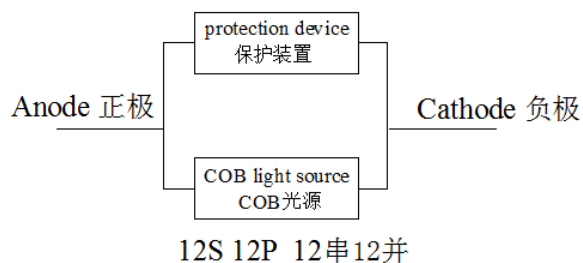 protection device
保护装置
Anode 正极
Cathode 负极
COB light source
COB光源
12S 12P 12串12并